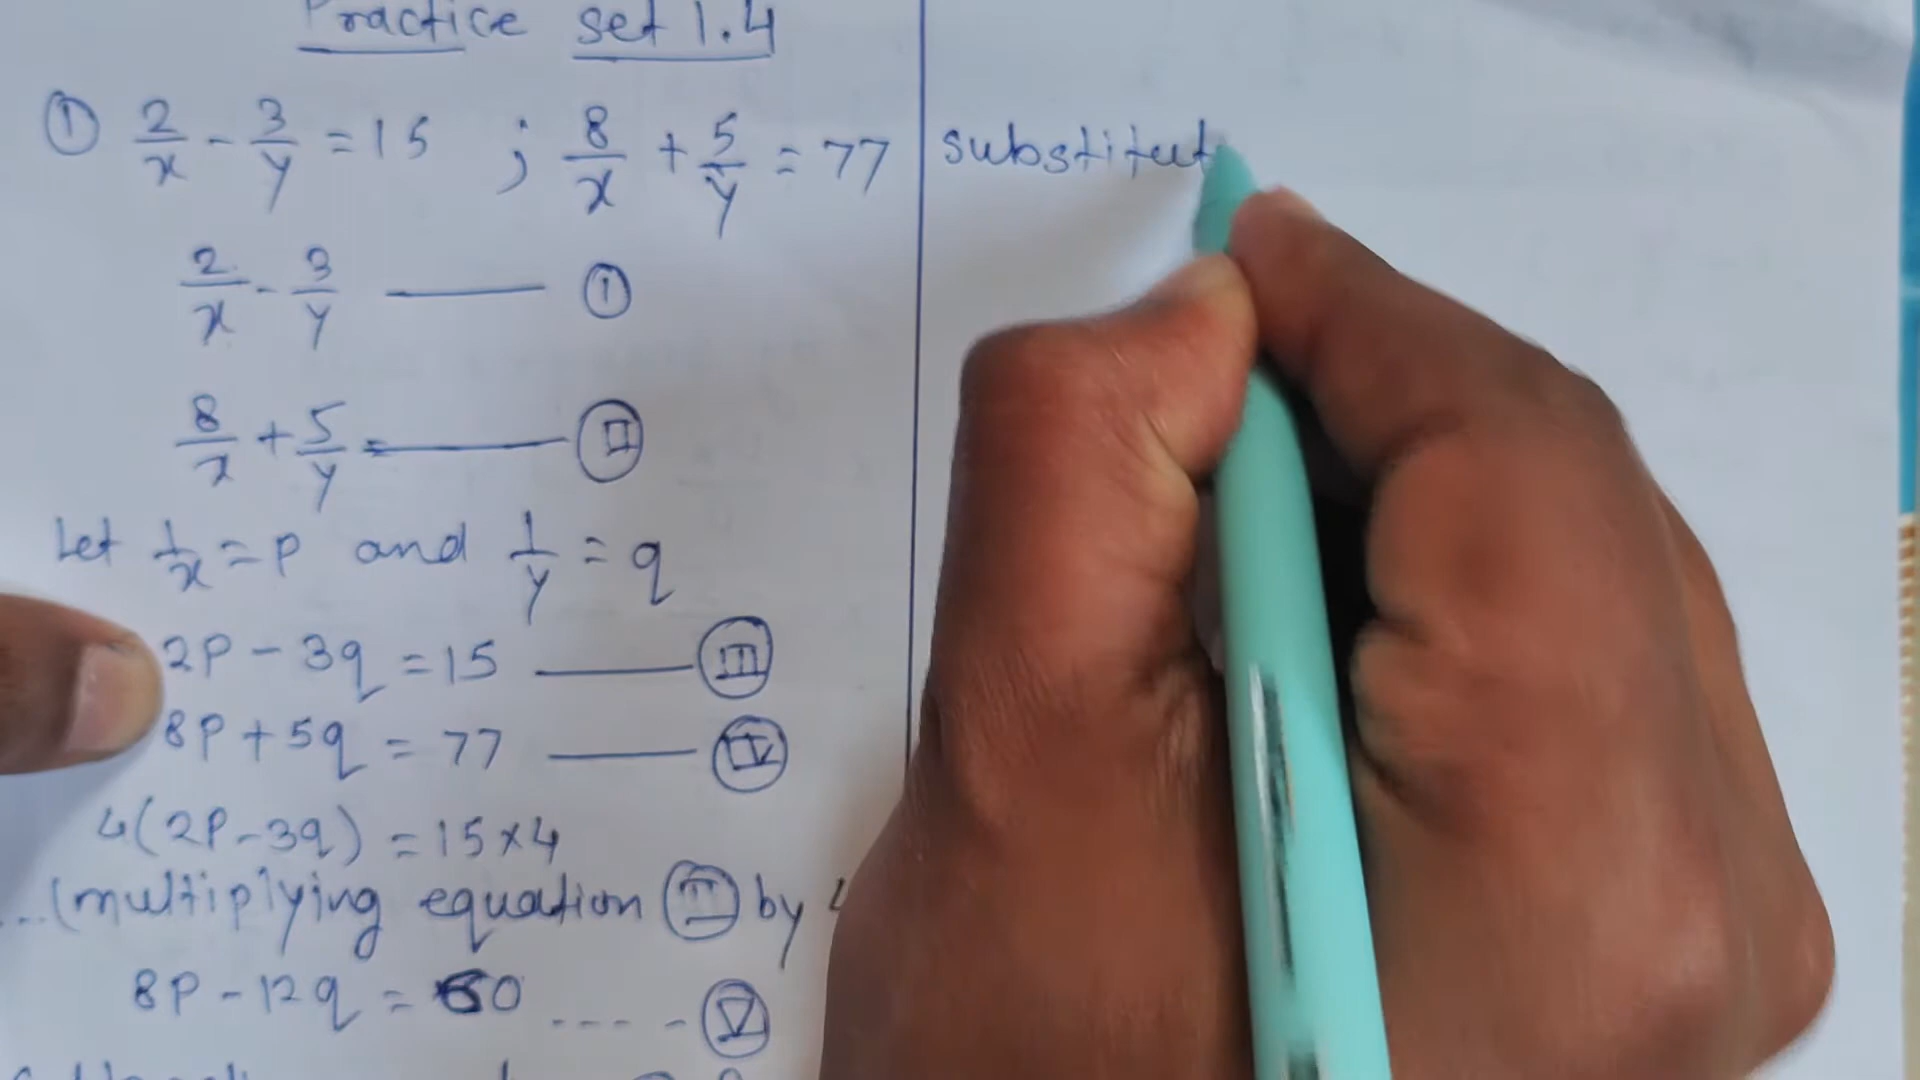 Practice set 1.4
① 2/x - 3/y = 15 ; 8/x + 5/y = 77
2/x - 3/y —— Ⓘ
8/x + 5/y = —— Ⓘ Ⓘ
Let 1/x = p and 1/y = q
2p - 3q = 15 —— III
8p + 5q = 77 —— IV
4(2p - 3q) = 15 × 4
...(multiplying equation III by 4
8p - 12q = 60 ---- V
substitut